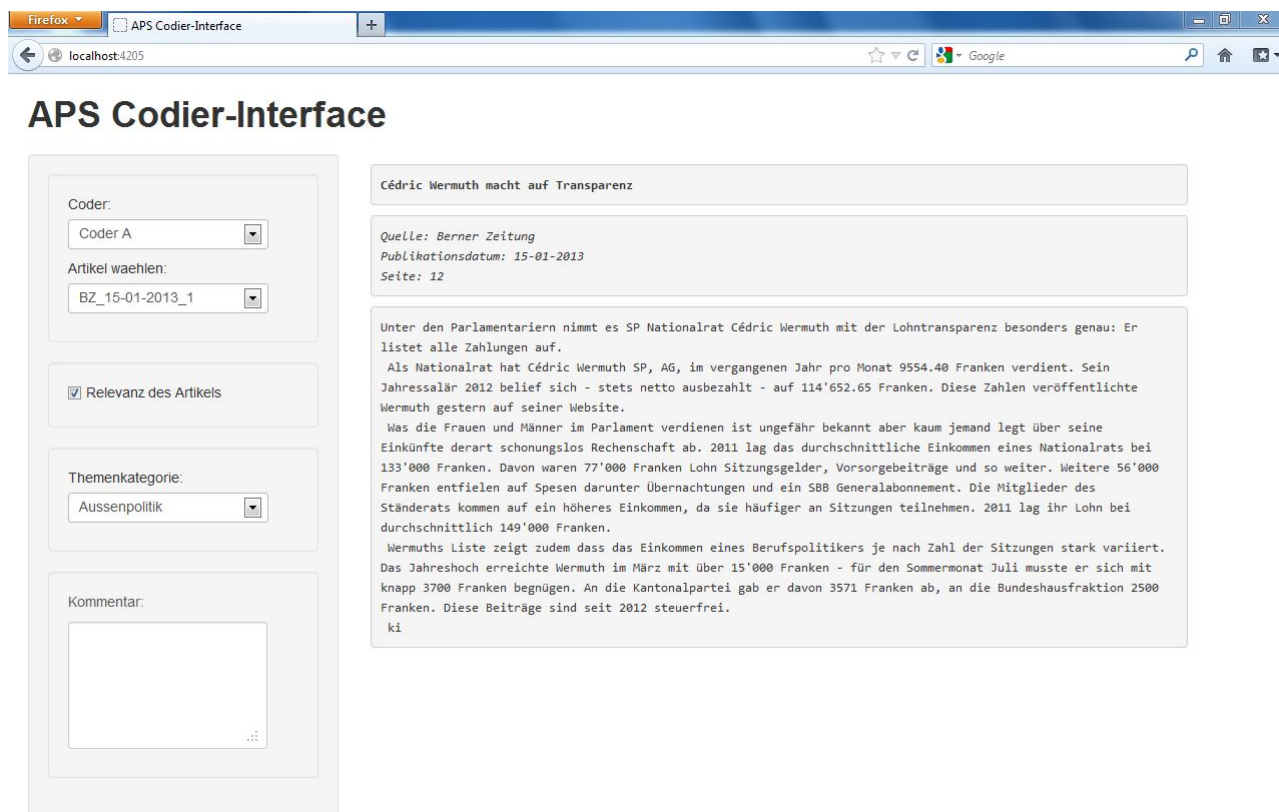 Firefox
APS Codier-Interface
+
localhost:4205
Google
APS Codier-Interface
Coder:
Coder A
Artikel waehlen:
BZ_15-01-2013_1
Relevanz des Artikels
Themenkategorie:
Aussenpolitik
Kommentar:
Cédric Wermuth macht auf Transparenz
Quelle: Berner Zeitung
Publikationsdatum: 15-01-2013
Seite: 12
Unter den Parlamentariern nimmt es SP Nationalrat Cédric Wermuth mit der Lohntransparenz besonders genau: Er
listet alle Zahlungen auf.
Als Nationalrat hat Cédric Wermuth SP, AG, im vergangenen Jahr pro Monat 9554.40 Franken verdient. Sein
Jahressalär 2012 belief sich - stets netto ausbezahlt - auf 114'652.65 Franken. Diese Zahlen veröffentlichte
Wermuth gestern auf seiner Website.
Was die Frauen und Männer im Parlament verdienen ist ungefähr bekannt aber kaum jemand legt über seine
Einkünfte derart schonungslos Rechenschaft ab. 2011 lag das durchschnittliche Einkommen eines Nationalrats bei
133'000 Franken. Davon waren 77'000 Franken Lohn Sitzungsgelder, Vorsorgebeiträge und so weiter. Weitere 56'000
Franken entfielen auf Spesen darunter Übernachtungen und ein SBB Generalabonnement. Die Mitglieder des
Ständerats kommen auf ein höheres Einkommen, da sie häufiger an Sitzungen teilnehmen. 2011 lag ihr Lohn bei
durchschnittlich 149'000 Franken.
Wermuths Liste zeigt zudem dass das Einkommen eines Berufspolitikers je nach Zahl der Sitzungen stark variiert.
Das Jahreshoch erreichte Wermuth im März mit über 15'000 Franken - für den Sommermonat Juli musste er sich mit
knapp 3700 Franken begnügen. An die Kantonalpartei gab er davon 3571 Franken ab, an die Bundeshausfraktion 2500
Franken. Diese Beiträge sind seit 2012 steuerfrei.
ki